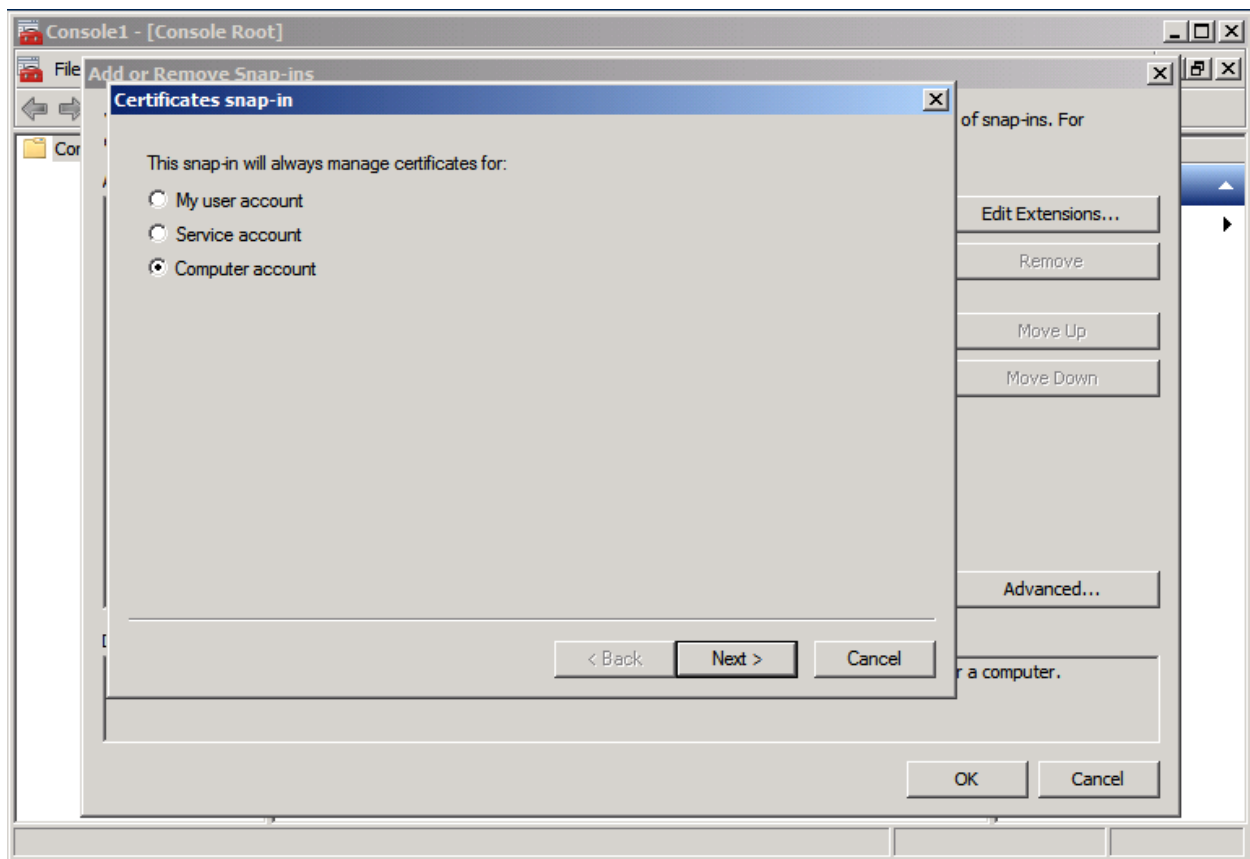 Console1 - [Console Root]
File
Add or Remove Snap-ins
Certificates snap-in
of snap-ins. For
Con
This snap-in will always manage certificates for:
My user account
Service account
Computer account
Edit Extensions...
Remove
Move Up
Move Down
Advanced...
< Back
Next >
Cancel
r a computer.
OK
Cancel